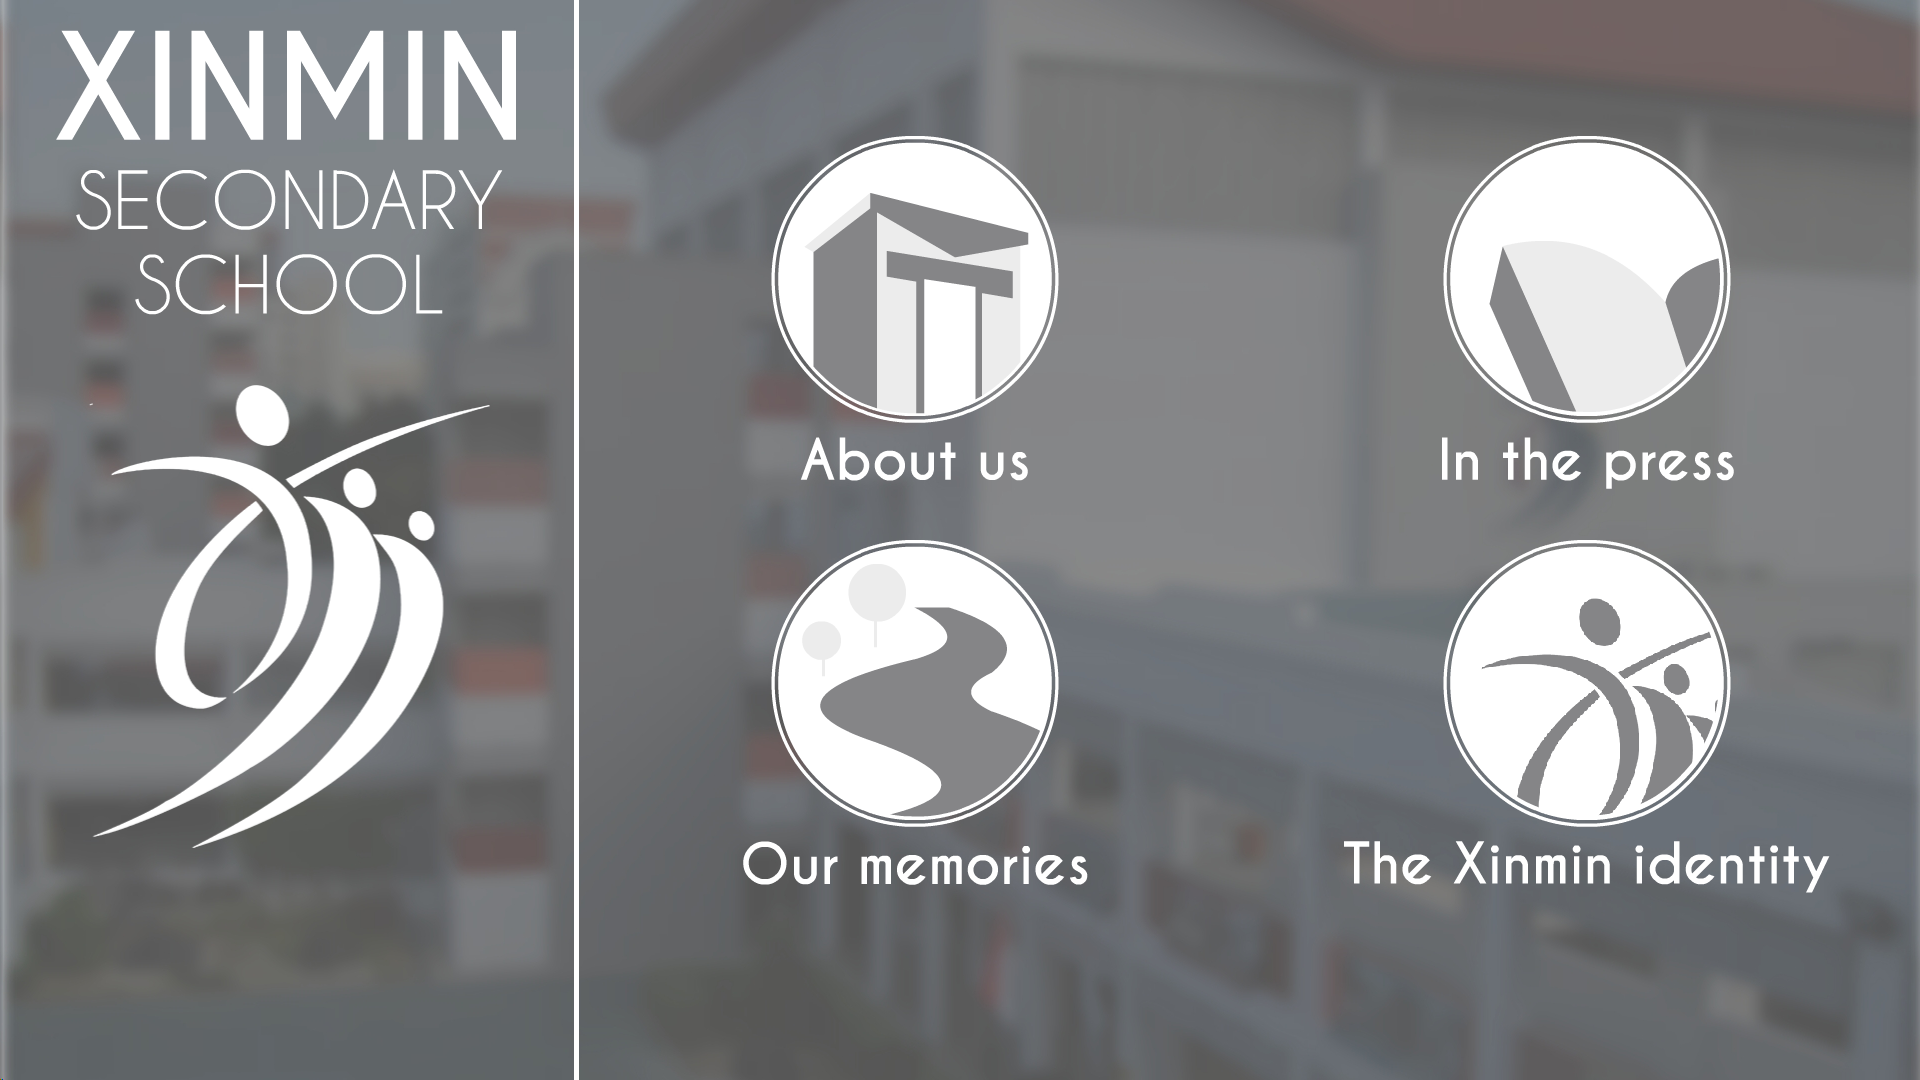 XINMIN
SECONDARY
SCHOOL
About us
In the press
Our memories
The Xinmin identity